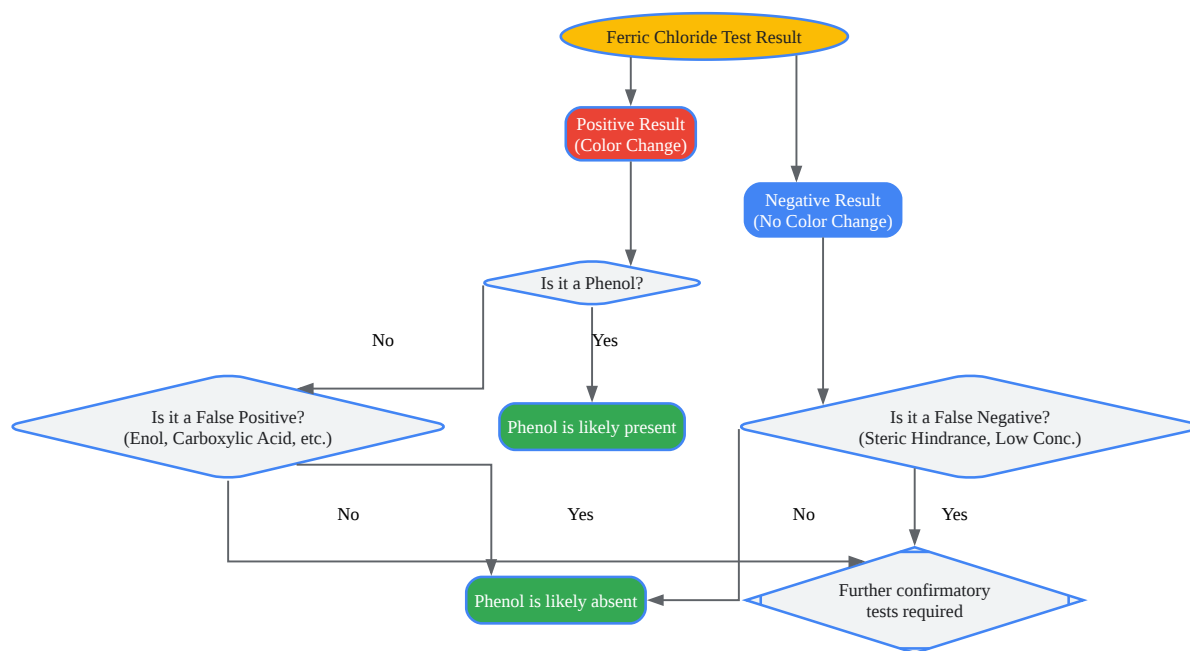 Ferric Chloride Test Result
Positive Result
(Color Change)
Negative Result
(No Color Change)
Is it a Phenol?
No
Yes
Is it a False Positive?
(Enol, Carboxylic Acid, etc.)
Phenol is likely present
Is it a False Negative?
(Steric Hindrance, Low Conc.)
No
Yes
No
Yes
Phenol is likely absent
Further confirmatory
tests required